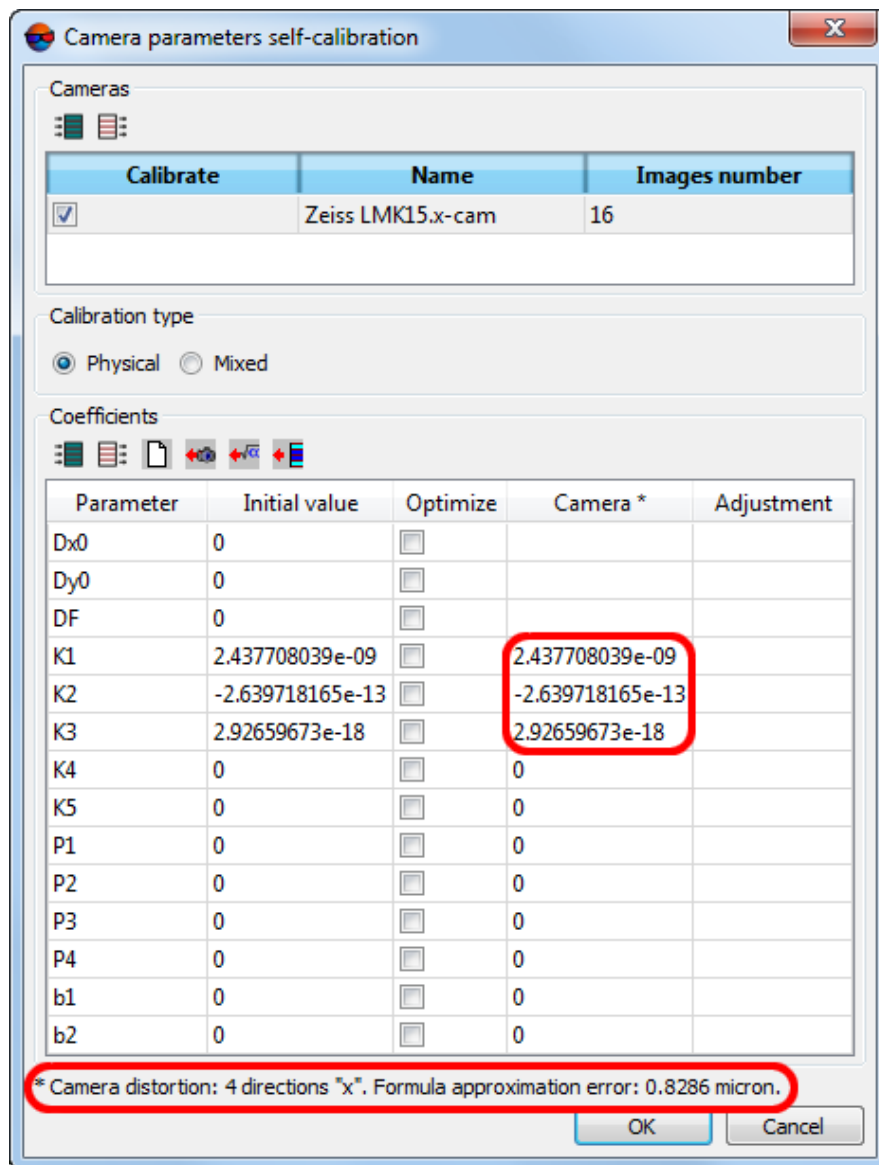 Camera parameters self-calibration
Cameras
Calibrate Name Images number
Zeiss LMK15.x-cam 16
Calibration type
Physical Mixed
Coefficients
Parameter Initial value Optimize Camera * Adjustment
Dx0 0
Dy0 0
DF 0
K1 2.437708039e-09 2.437708039e-09
K2 -2.639718165e-13 -2.639718165e-13
K3 2.92659673e-18 2.92659673e-18
K4 0 0
K5 0 0
P1 0 0
P2 0 0
P3 0 0
P4 0 0
b1 0 0
b2 0 0
* Camera distortion: 4 directions "x". Formula approximation error: 0.8286 micron.
OK Cancel